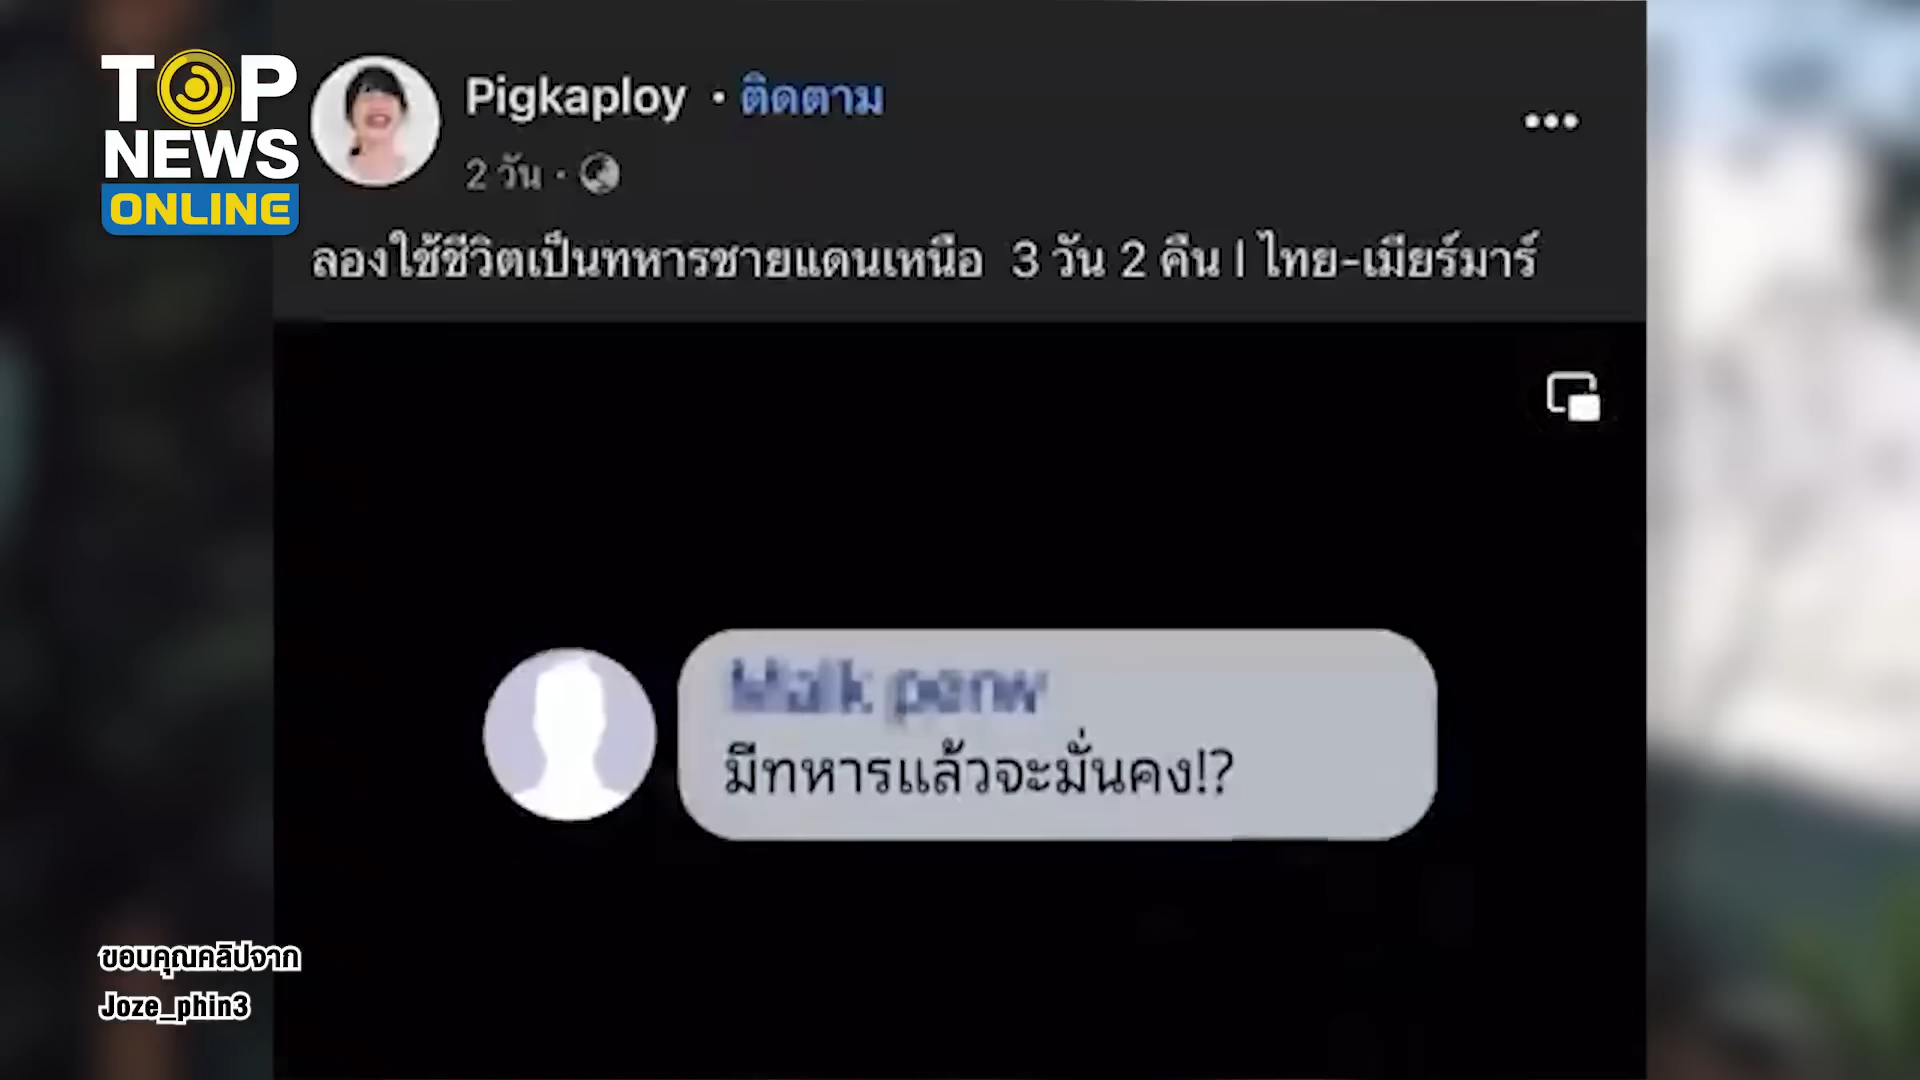 TOP
NEWS
ONLINE
Pigkaploy · ติดตาม
2 วัน ·
ลองใช้ชีวิตเป็นทหารชายแดนเหนือ 3 วัน 2 คืน | ไทย-เมียร์มาร์
มีทหารแล้วจะมั่นคง!?
ขอบคุณคลิปจาก
Joze_phin3